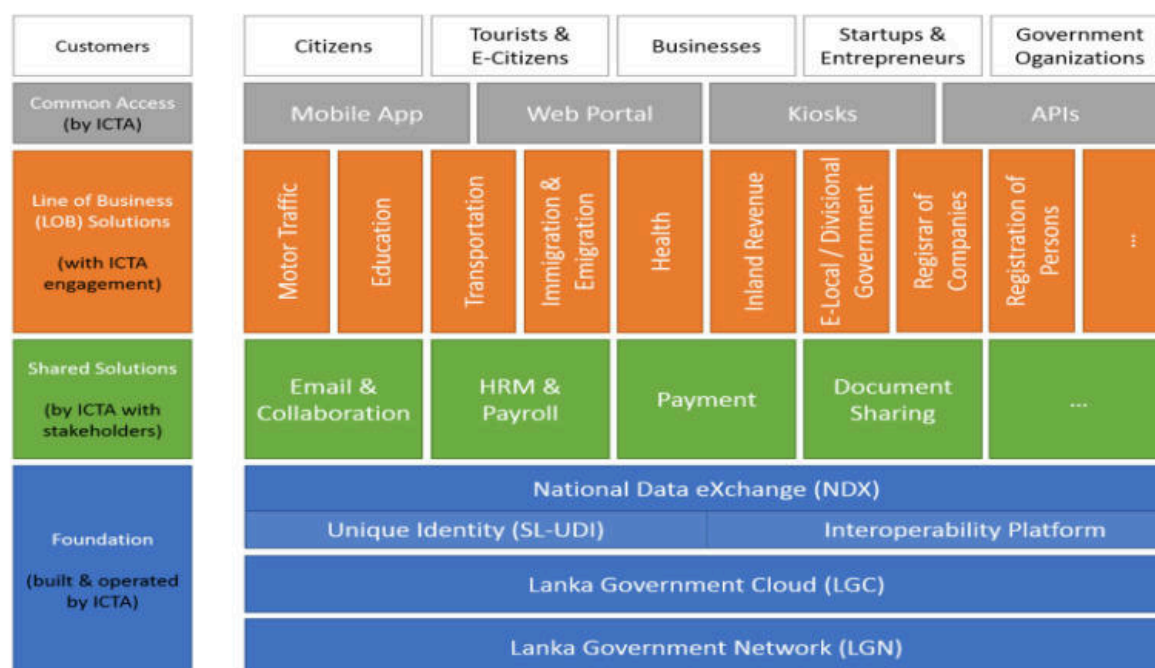 Customers
Citizens
Tourists &
E-Citizens
Businesses
Startups &
Entrepreneurs
Government
Oganizations
Common Access
(by ICTA)
Mobile App
Web Portal
Kiosks
APIs
Line of Business
(LOB) Solutions
(with ICTA
engagement)
Motor Traffic
Education
Transportation
Immigration &
Emigration
Health
Inland Revenue
E-Local / Divisional
Government
Regisrar of
Companies
Registration of
Persons
...
Shared Solutions
(by ICTA with
stakeholders)
Email &
Collaboration
HRM &
Payroll
Payment
Document
Sharing
...
Foundation
(built & operated
by ICTA)
National Data eXchange (NDX)
Unique Identity (SL-UDI)
Interoperability Platform
Lanka Government Cloud (LGC)
Lanka Government Network (LGN)